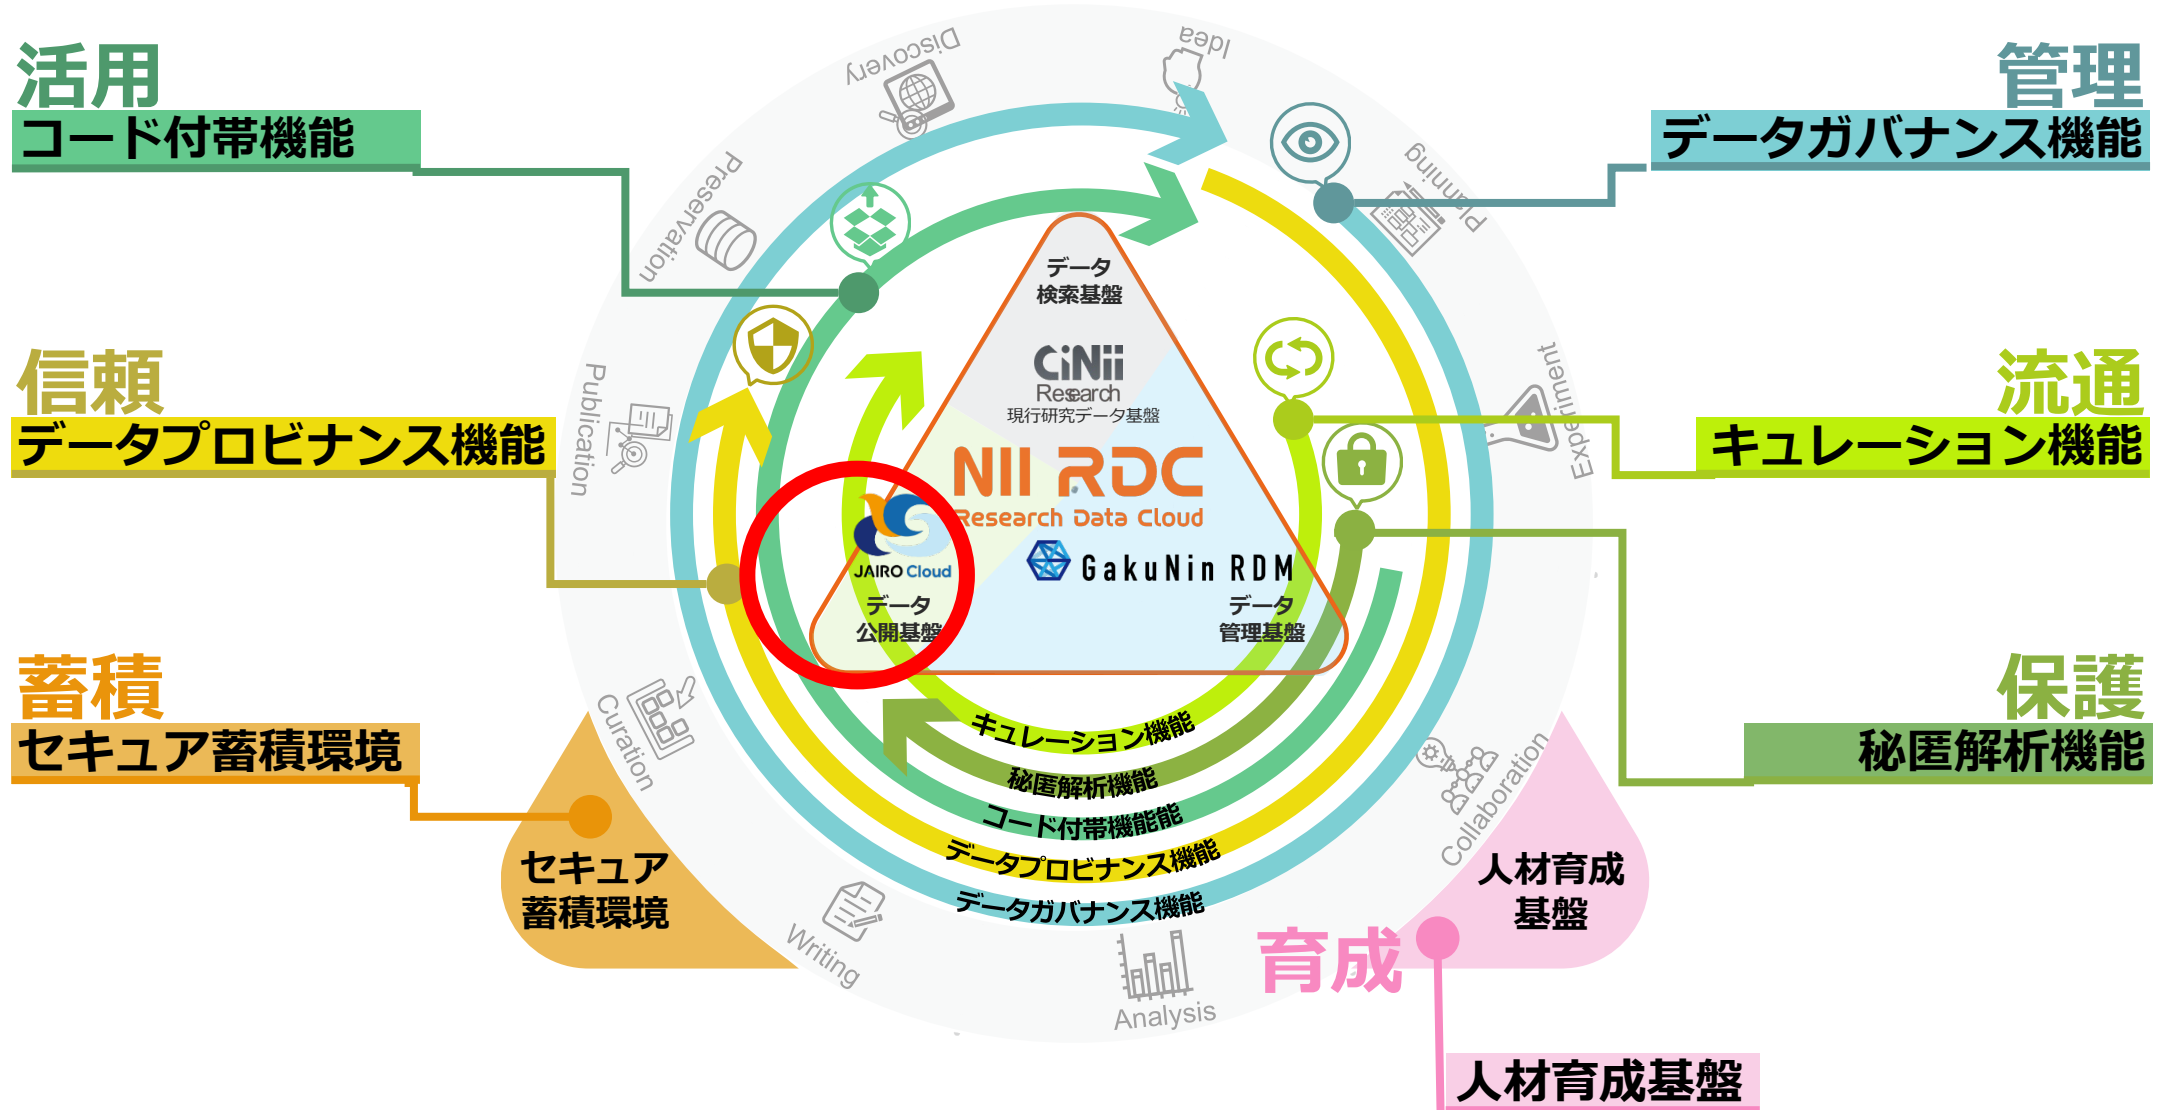 活用
コード付帯機能
信頼
データプロビナンス機能
蓄積
セキュア蓄積環境
管理
データガバナンス機能
流通
キュレーション機能
保護
秘匿解析機能
育成
人材育成基盤
Idea
Planning
Experiment
Collaboration
Analysis
Writing
Curation
Publication
Preservation
Discovery
データ
検索基盤
CiNii
Research
現行研究データ基盤
NII RDC
Research Data Cloud
JAIRO Cloud
データ
公開基盤
GakuNin RDM
データ
管理基盤
キュレーション機能
秘匿解析機能
コード付帯機能能
データプロビナンス機能
データガバナンス機能
セキュア
蓄積環境
人材育成
基盤